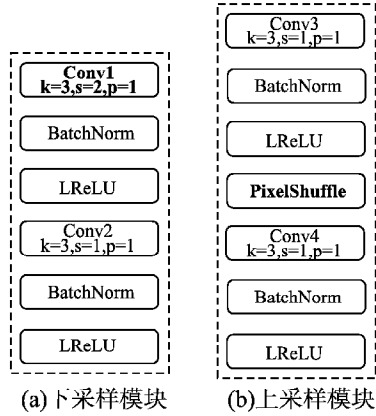 Conv1
k=3,s=2,p=1
BatchNorm
LReLU
Conv2
k=3,s=1,p=1
BatchNorm
LReLU
(a)下采样模块
Conv3
k=3,s=1,p=1
BatchNorm
LReLU
PixelShuffle
Conv4
k=3,s=1,p=1
BatchNorm
LReLU
(b)上采样模块